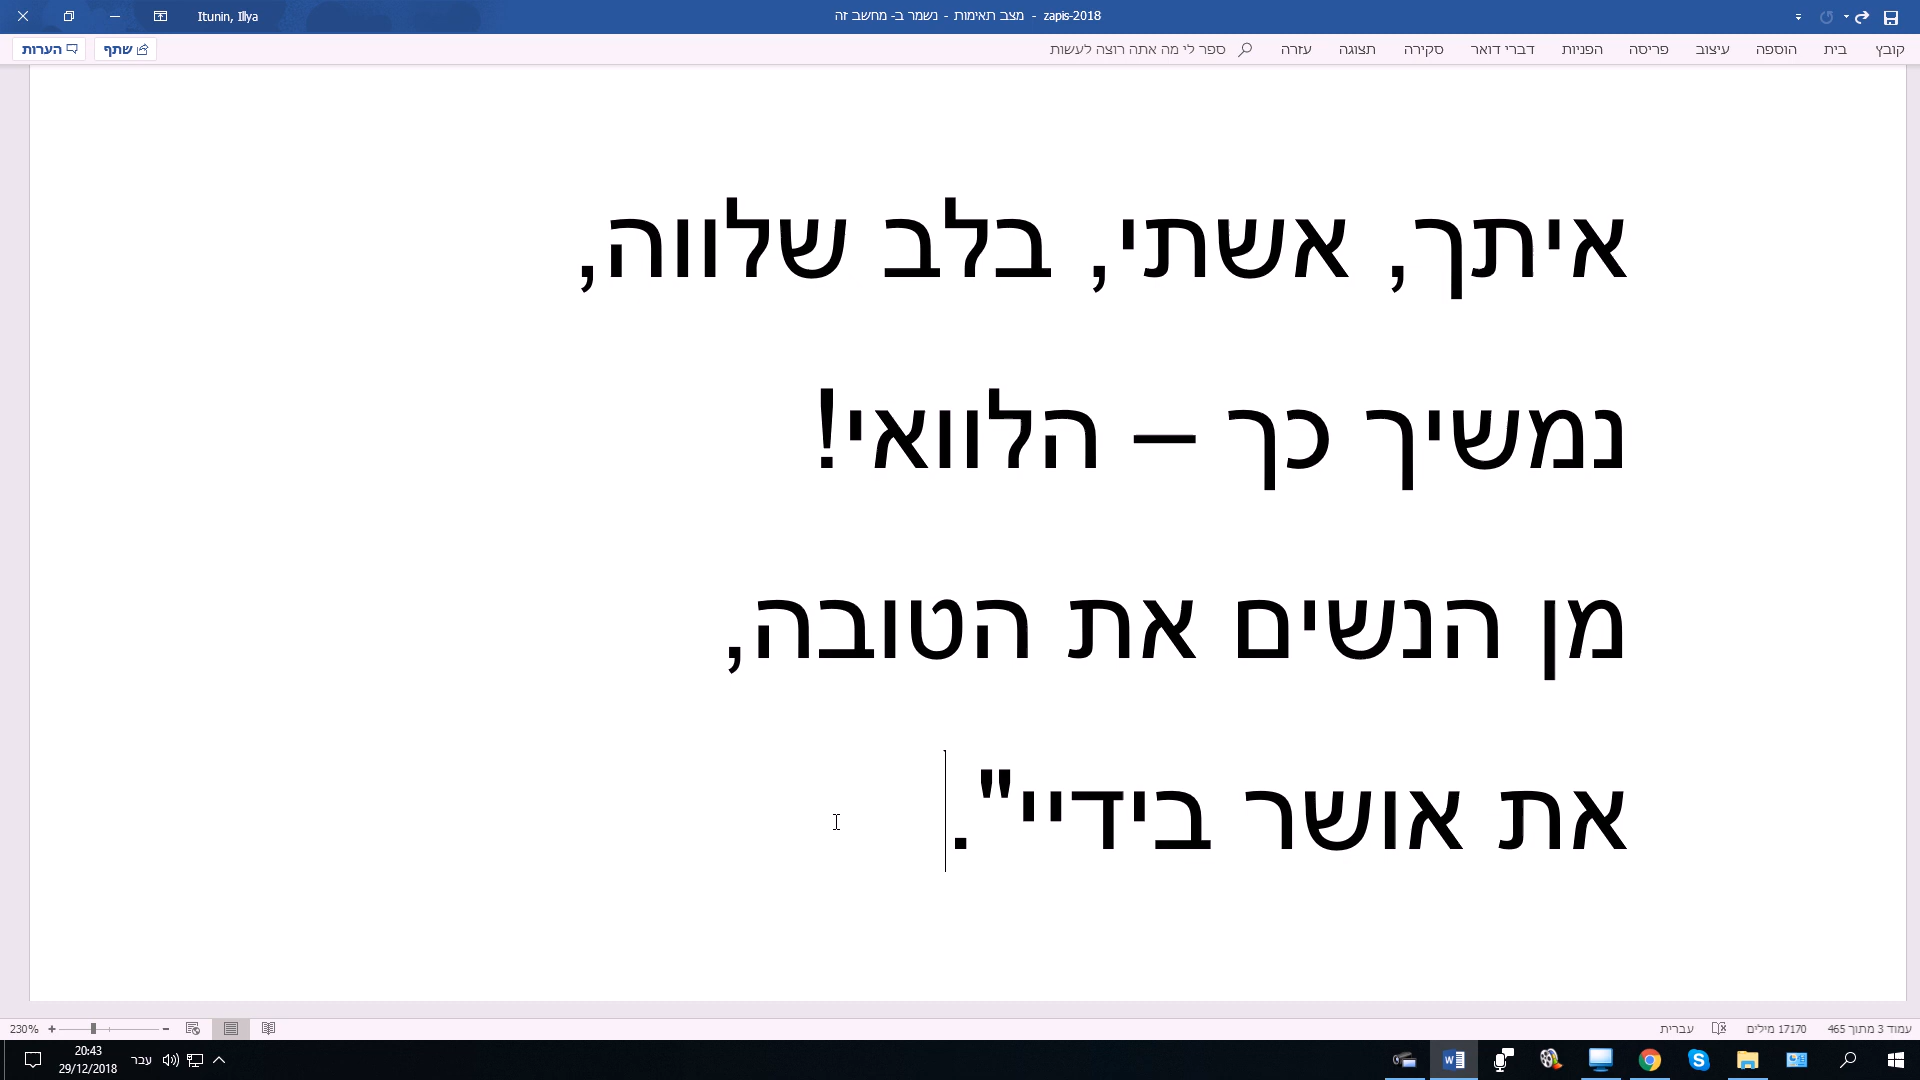 zapis-2018 - מצב תאימות - נשמר ב- מחשב זה
Itunin, Illya
קובץ בית הוספה עיצוב פריסה הפניות דברי דואר סקירה תצוגה עזרה ספר לי מה אתה רוצה לעשות
שתף הערות
איתך, אשתי, בלב שלווה,
נמשיך כך – הלוואי!
מן הנשים את הטובה,
את אושר בידיי".
עמוד 3 מתוך 465 17170 מילים עברית
230%
עבר
20:43
29/12/2018